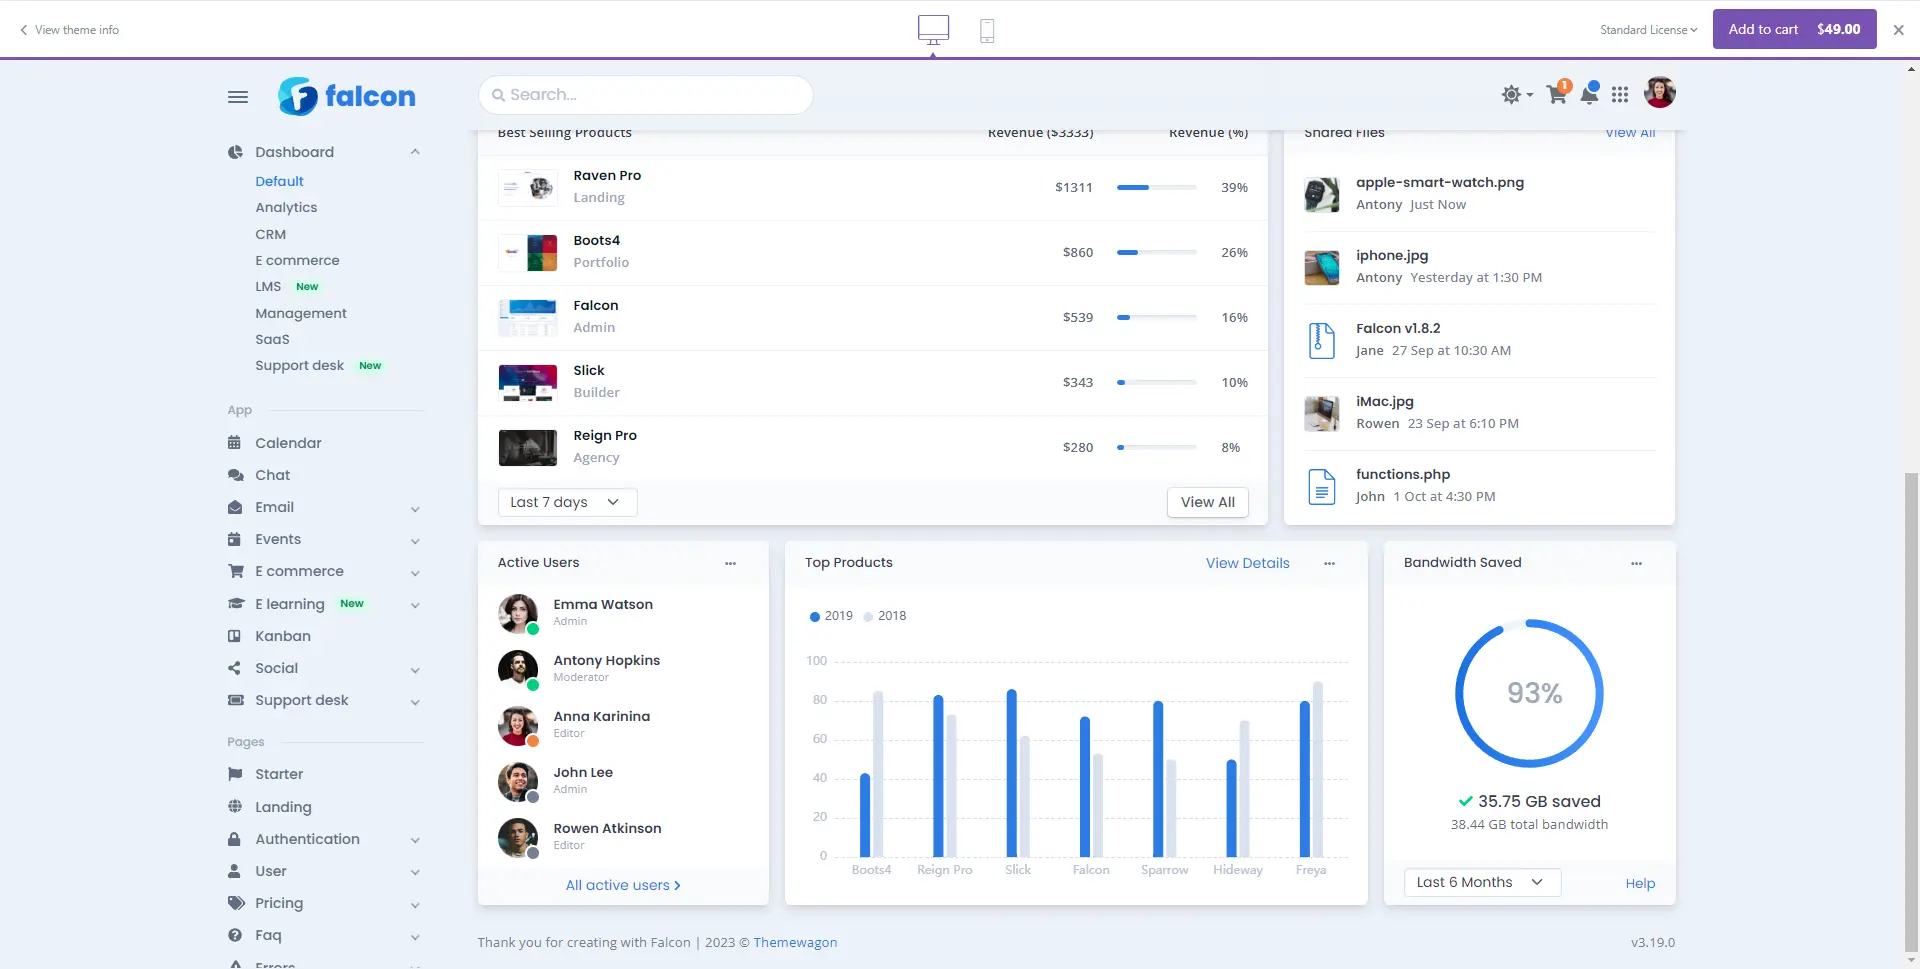 View theme info
Standard License
Add to cart $49.00
falcon
Search...
1
Dashboard
Default
Analytics
CRM
E commerce
LMS New
Management
SaaS
Support desk New
App
Calendar
Chat
Email
Events
E commerce
E learning New
Kanban
Social
Support desk
Pages
Starter
Landing
Authentication
User
Pricing
Faq
Errors
Best Selling Products Revenue ($3333) Revenue (%)
Raven Pro
Landing
$1311 39%
Boots4
Portfolio
$860 26%
Falcon
Admin
$539 16%
Slick
Builder
$343 10%
Reign Pro
Agency
$280 8%
Last 7 days View All
Shared Files View All
apple-smart-watch.png
Antony Just Now
iphone.jpg
Antony Yesterday at 1:30 PM
Falcon v1.8.2
Jane 27 Sep at 10:30 AM
iMac.jpg
Rowen 23 Sep at 6:10 PM
functions.php
John 1 Oct at 4:30 PM
Active Users
Emma Watson
Admin
Antony Hopkins
Moderator
Anna Karinina
Editor
John Lee
Admin
Rowen Atkinson
Editor
All active users
Top Products View Details
2019 2018
100
80
60
40
20
0
Boots4 Reign Pro Slick Falcon Sparrow Hideway Freya
Bandwidth Saved
93%
35.75 GB saved
38.44 GB total bandwidth
Last 6 Months Help
Thank you for creating with Falcon | 2023 © Themewagon
v3.19.0